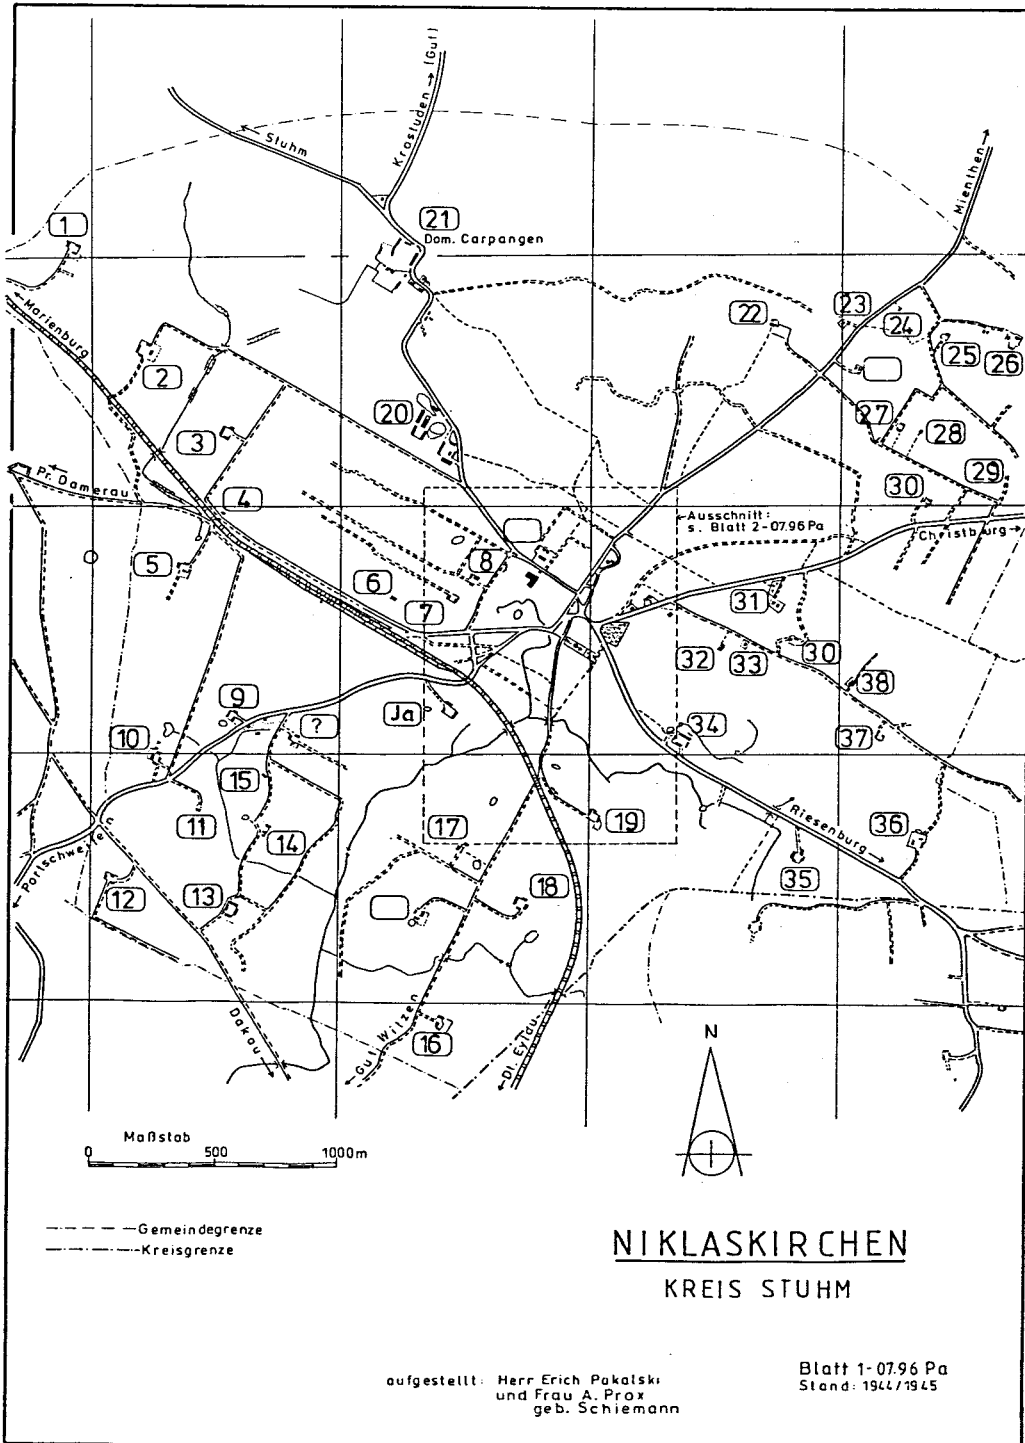 Stuhm
Krastuden (Gut)
Mienthen
1
21
Dom. Carpangen
Marienburg
2
22
23
24
25
26
3
20
27
28
29
30
Pr. Damerau
4
Ausschnitt:
s. Blatt 2-07.96 Pa
Christburg
5
6
7
8
31
32
33
30
38
9
?
Ja
34
37
10
15
11
14
17
19
Riesenburg
36
35
Portschweiten
12
13
18
16
Dakau
Gut Wilzen
Dt. Eylau
N
Maßstab
0 500 1000m
Gemeindegrenze
Kreisgrenze
NIKLASKIRCHEN
KREIS STUHM
aufgestellt: Herr Erich Pakalski
und Frau A. Prox
geb. Schiemann
Blatt 1-07.96 Pa
Stand: 1944/1945